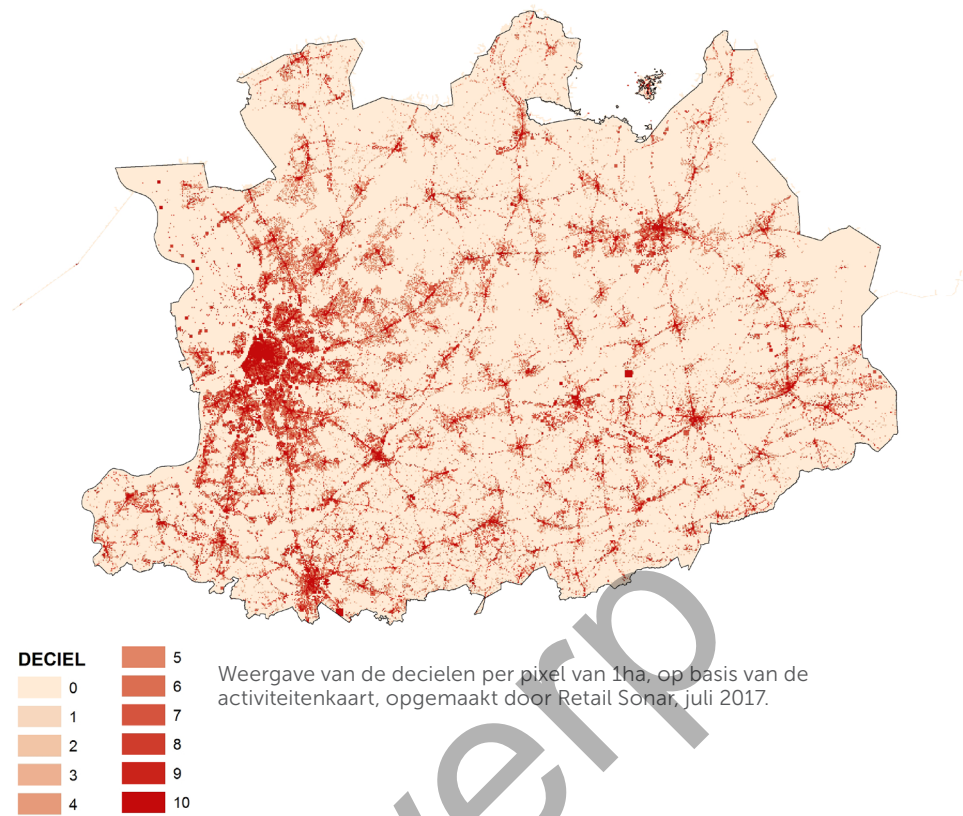 DECIEL
0
1
2
3
4
5
6
7
8
9
10
Weergave van de decielen per pixel van 1ha, op basis van de
activiteitenkaart, opgemaakt door Retail Sonar, juli 2017.
werp